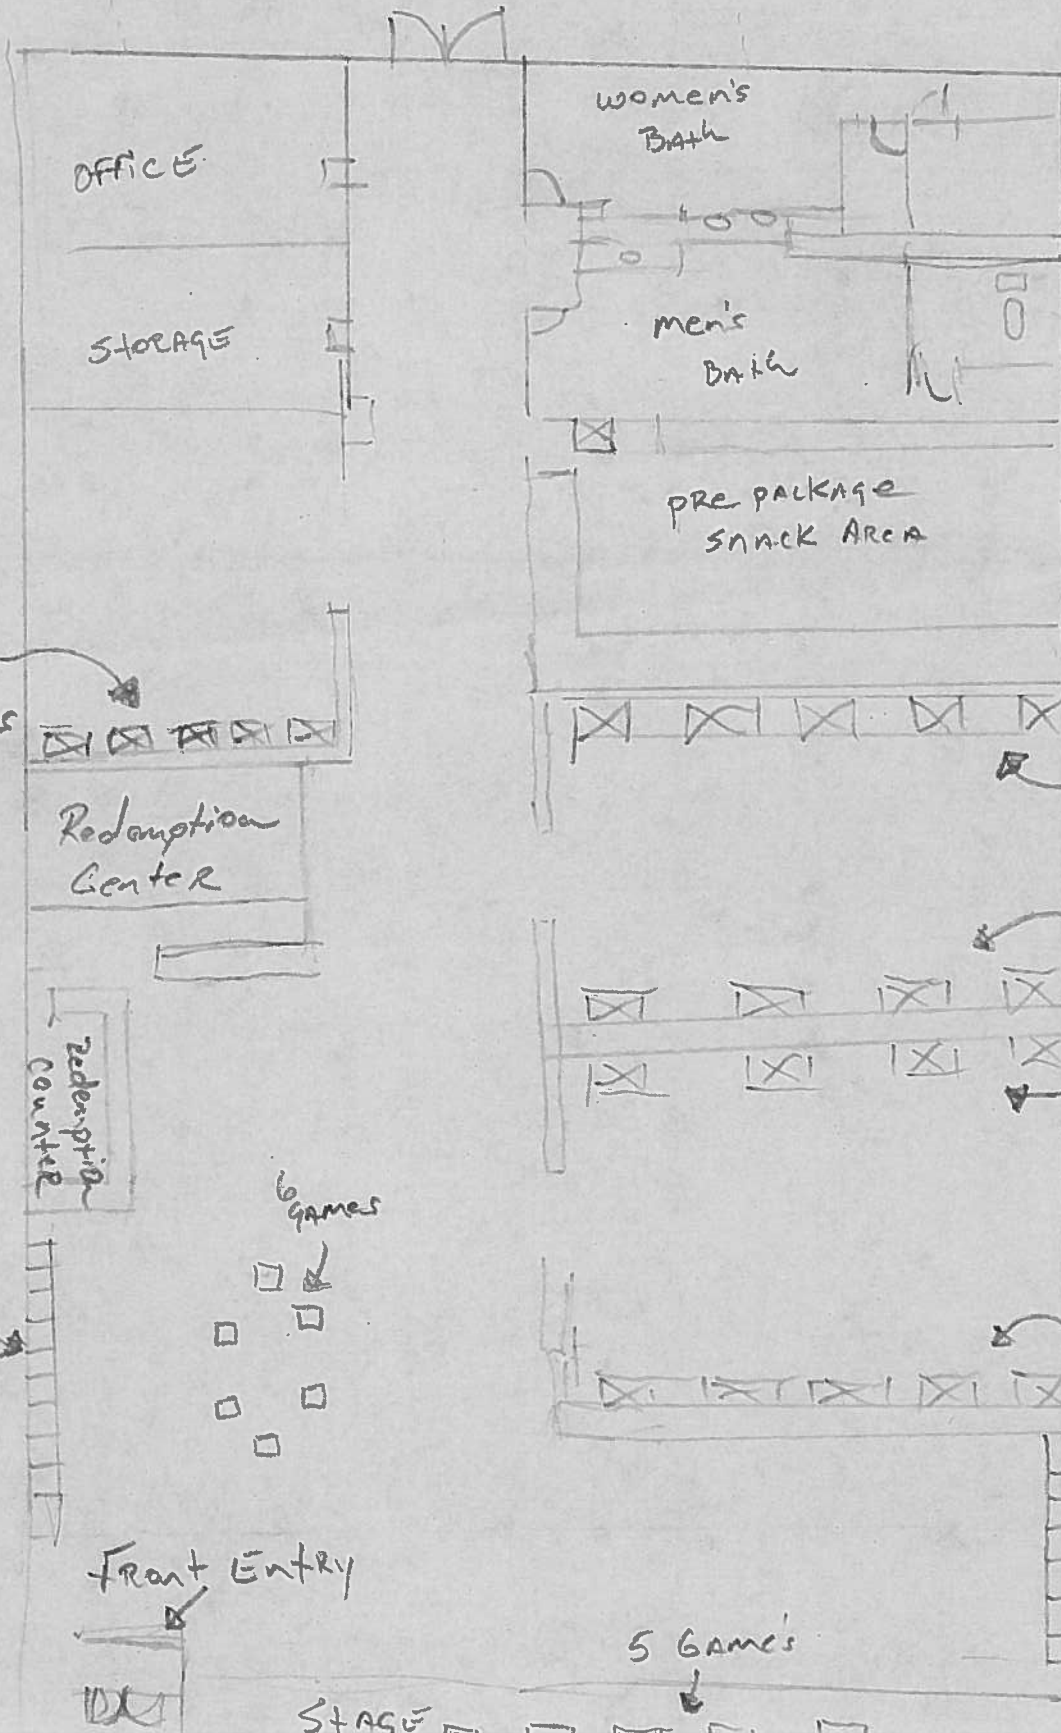 women's
Bath
OFFiCE
STORAGE
men's
Bath
pre package
snack Area
s
Redemption
Center
redemption
counter
6
games
Front Entry
5 Game's
Stage